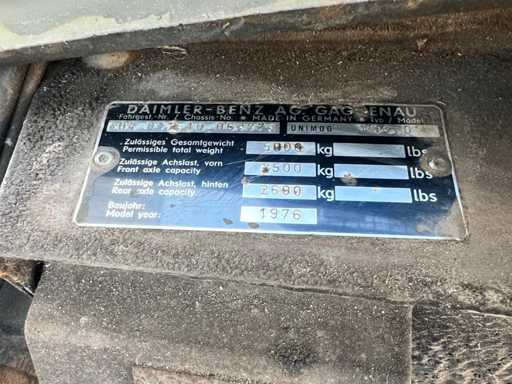 DAIMLER-BENZ AG GAGGENAU
Fahrgest.-Nr. / Chassis-No. ✶ MADE IN GERMANY ✶ Typ / Model
UNIMOG
Zulässiges Gesamtgewicht
Permissible total weight kg lbs
Zulässige Achslast, vorn
Front axle capacity kg lbs
Zulässige Achslast, hinten
Rear axle capacity 2600 kg lbs
Baujahr:
Model year: 1976